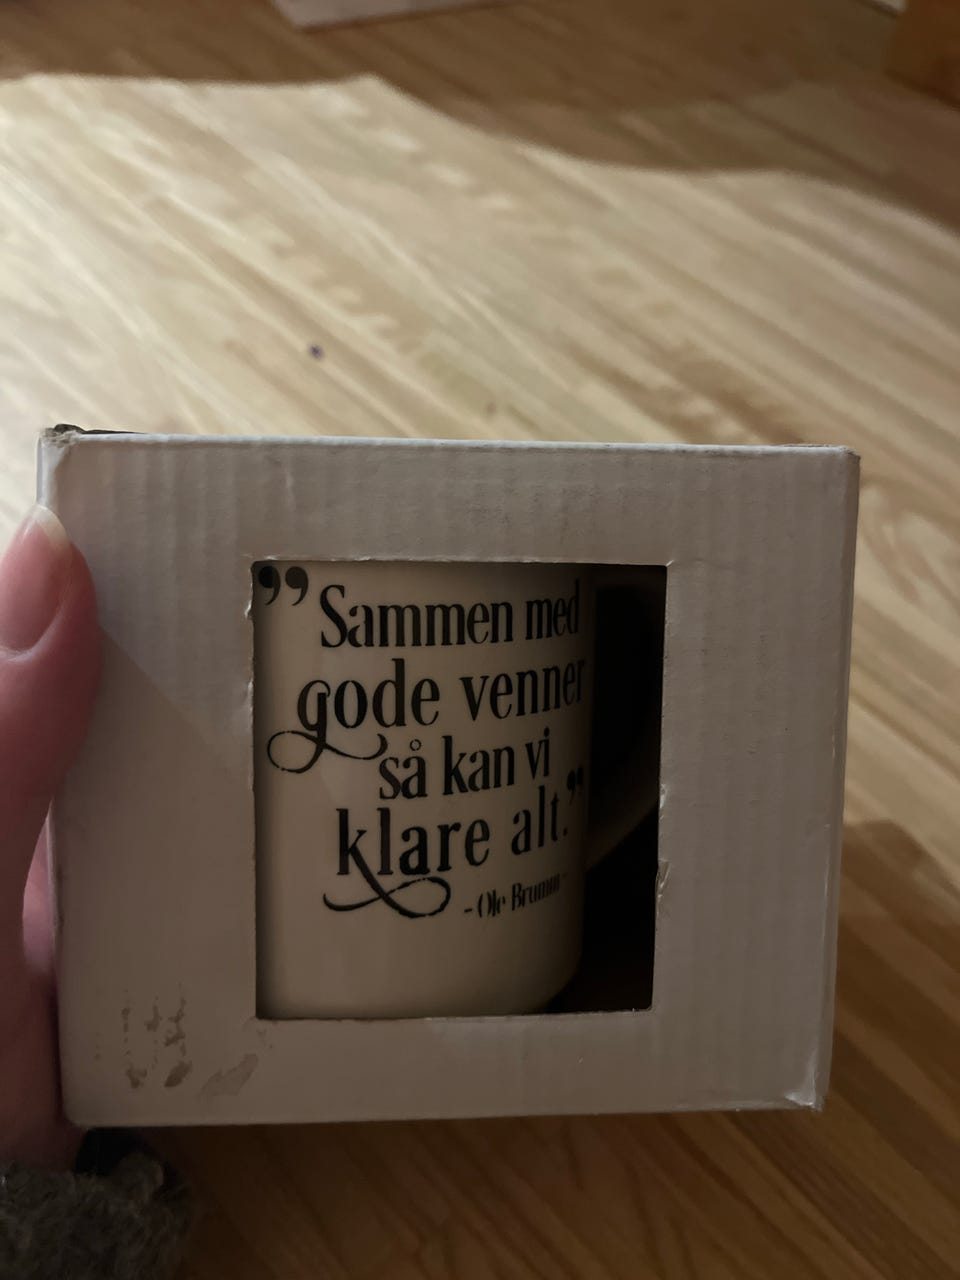 ”Sammen med
gode venner
så kan vi
klare alt.”
- Ole Brumm -